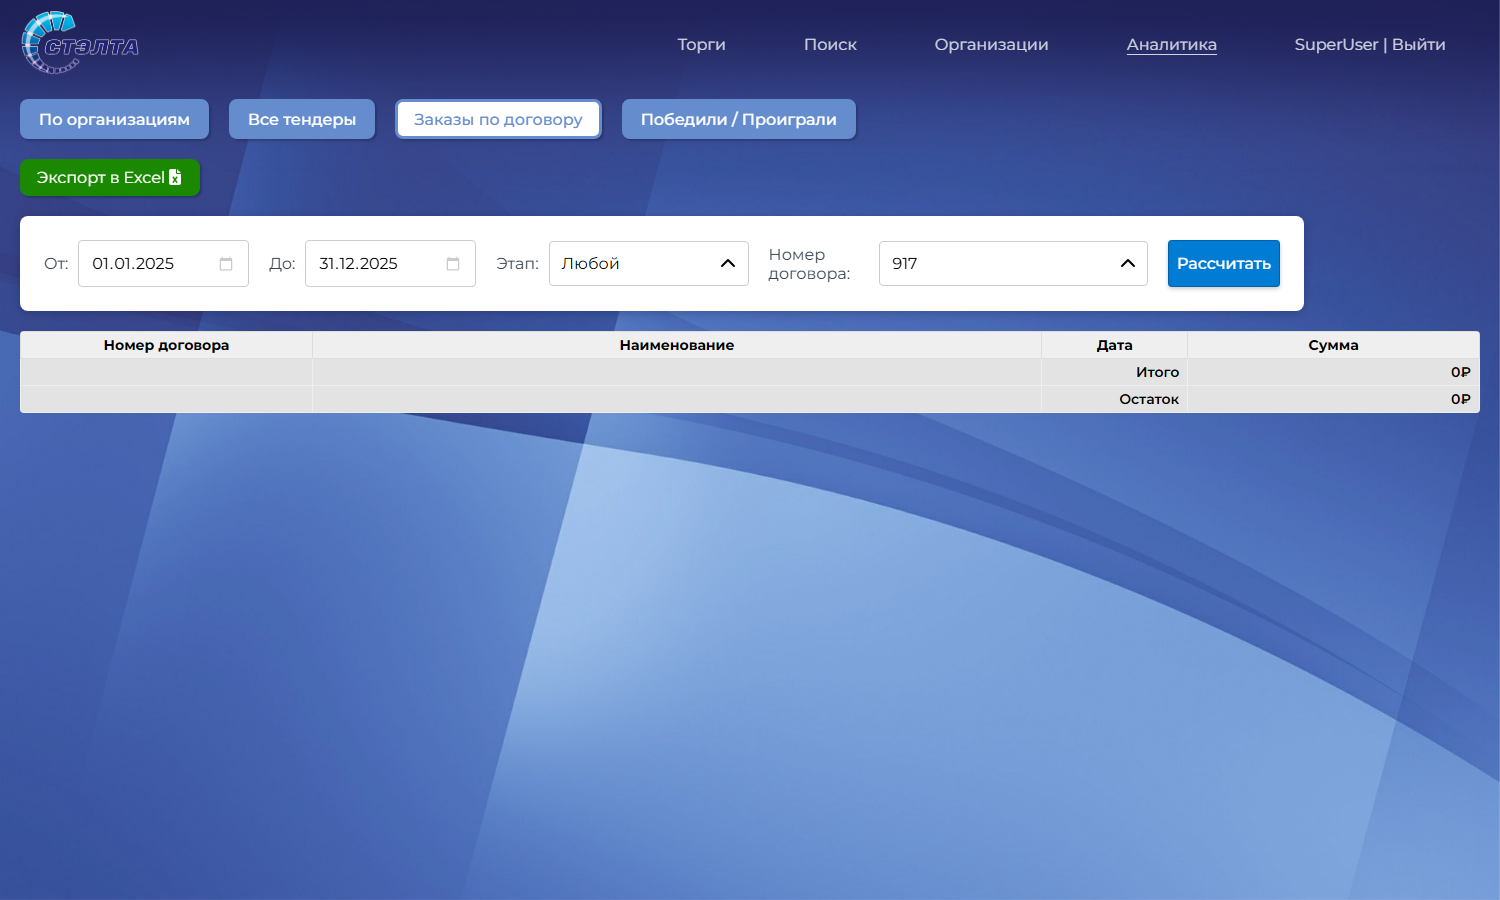 СТЭЛТА
Торги Поиск Организации Аналитика SuperUser | Выйти
По организациям Все тендеры Заказы по договору Победили / Проиграли
Экспорт в Excel
От: 01.01.2025 До: 31.12.2025 Этап: Любой Номер договора: 917 Рассчитать
Номер договора Наименование Дата Сумма
Итого 0₽
Остаток 0₽